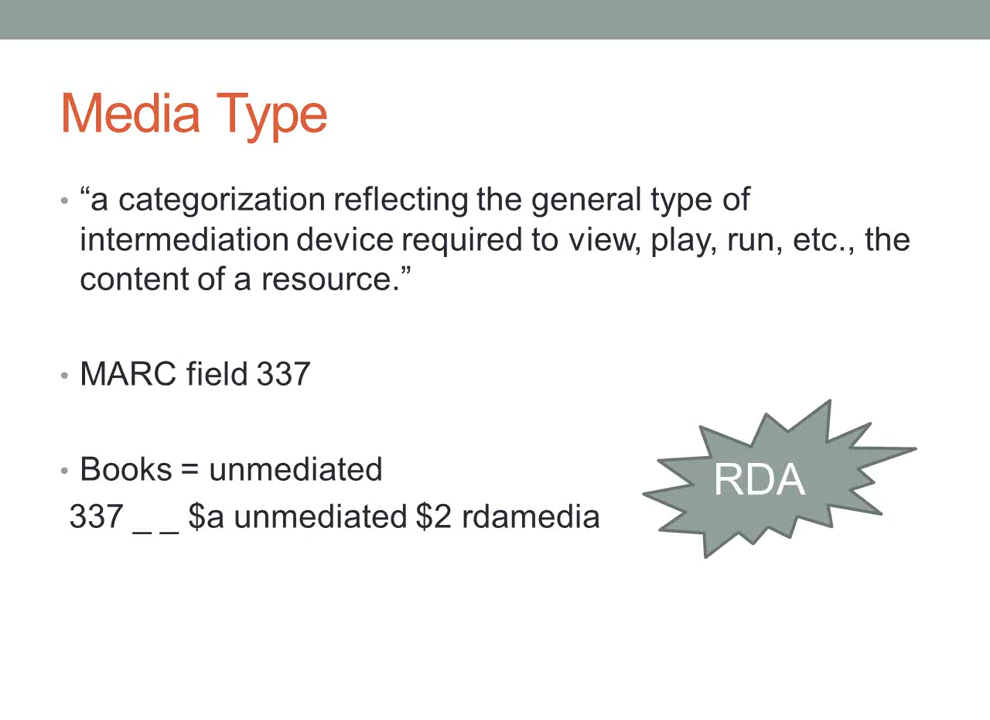 Media Type
• “a categorization reflecting the general type of
intermediation device required to view, play, run, etc., the
content of a resource.”
• MARC field 337
• Books = unmediated
337 _ _ $a unmediated $2 rdamedia
RDA